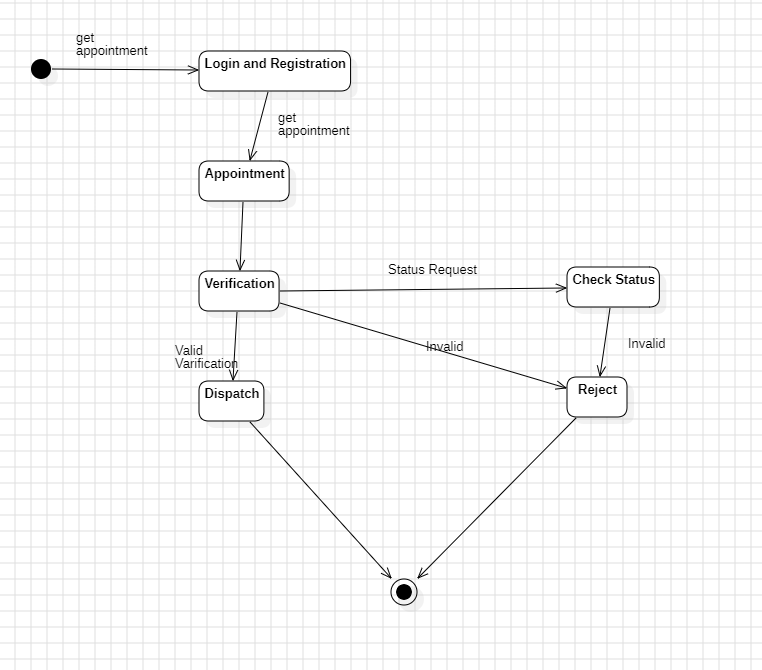 get
appointment
Login and Registration
get
appointment
Appointment
Status Request
Verification
Check Status
Invalid
Invalid
Valid
Varification
Dispatch
Reject